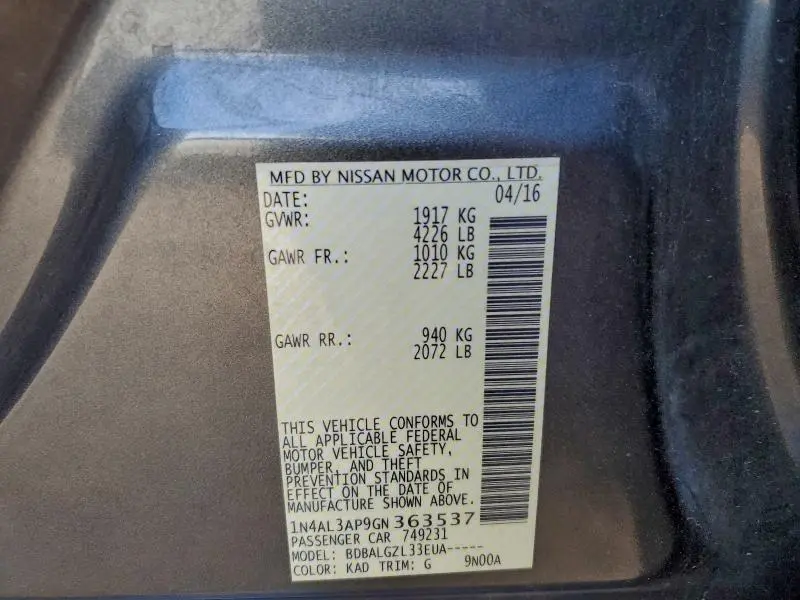 MFD BY NISSAN MOTOR CO., LTD.
DATE: 04/16
GVWR: 1917 KG
4226 LB
GAWR FR.: 1010 KG
2227 LB
GAWR RR.: 940 KG
2072 LB
THIS VEHICLE CONFORMS TO
ALL APPLICABLE FEDERAL
MOTOR VEHICLE SAFETY,
BUMPER, AND THEFT
PREVENTION STANDARDS IN
EFFECT ON THE DATE OF
MANUFACTURE SHOWN ABOVE.
1N4AL3AP9GN363537
PASSENGER CAR 749231
MODEL: BDBALGZL33EUA-----
COLOR: KAD TRIM: G 9N00A